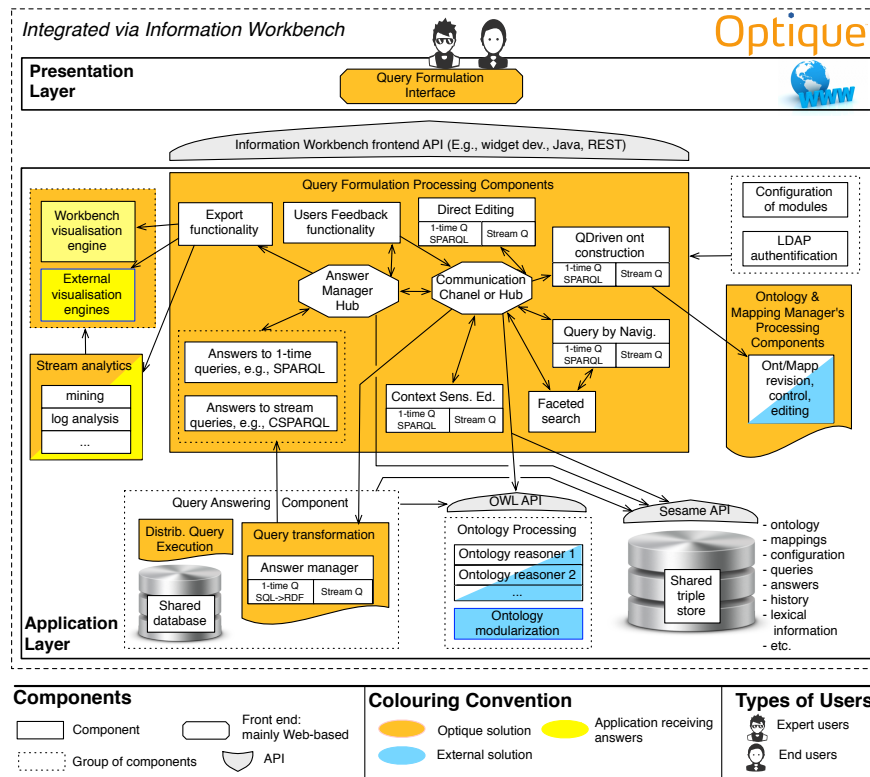 Integrated via Information Workbench
Optique
Presentation
Layer
Query Formulation
Interface
WWW
Information Workbench frontend API (E.g., widget dev., Java, REST)
Query Formulation Processing Components
Workbench
visualisation
engine
External
visualisation
engines
Export
functionality
Users Feedback
functionality
Direct Editing
1-time Q
SPARQL
Stream Q
QDriven ont
construction
1-time Q
SPARQL
Stream Q
Configuration
of modules
LDAP
authentification
Answer
Manager
Hub
Communication
Chanel or Hub
Query by Navig.
1-time Q
SPARQL
Stream Q
Ontology &
Mapping Manager's
Processing
Components
Ont/Mapp
revision,
control,
editing
Stream analytics
mining
log analysis
...
Answers to 1-time
queries, e.g., SPARQL
Answers to stream
queries, e.g., CSPARQL
Context Sens. Ed.
1-time Q
SPARQL
Stream Q
Faceted
search
Query Answering Component
Distrib. Query
Execution
Shared
database
Query transformation
Answer manager
1-time Q
SQL->RDF
Stream Q
OWL API
Ontology Processing
Ontology reasoner 1
Ontology reasoner 2
...
Ontology
modularization
Sesame API
Shared
triple
store
- ontology
- mappings
- configuration
- queries
- answers
- history
- lexical
information
- etc.
Application
Layer
Components
Component
Front end:
mainly Web-based
Group of components
API
Colouring Convention
Optique solution
Application receiving
answers
External solution
Types of Users
Expert users
End users